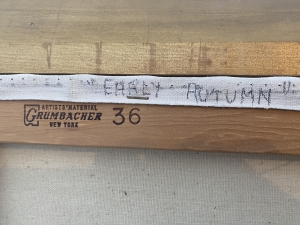 "EARLY AUTUMN"
ARTISTS' MATERIAL
GRUMBACHER
NEW YORK
36